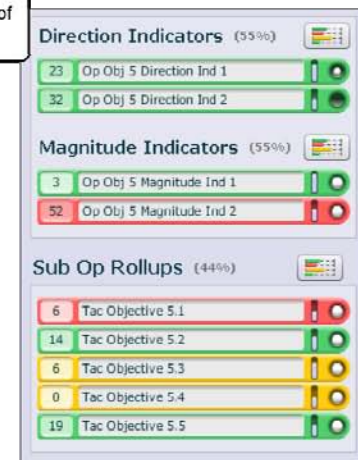 of
Direction Indicators (55%)
23 Op Obj 5 Direction Ind 1
32 Op Obj 5 Direction Ind 2
Magnitude Indicators (55%)
3 Op Obj 5 Magnitude Ind 1
52 Op Obj 5 Magnitude Ind 2
Sub Op Rollups (44%)
6 Tac Objective 5.1
14 Tac Objective 5.2
6 Tac Objective 5.3
0 Tac Objective 5.4
19 Tac Objective 5.5